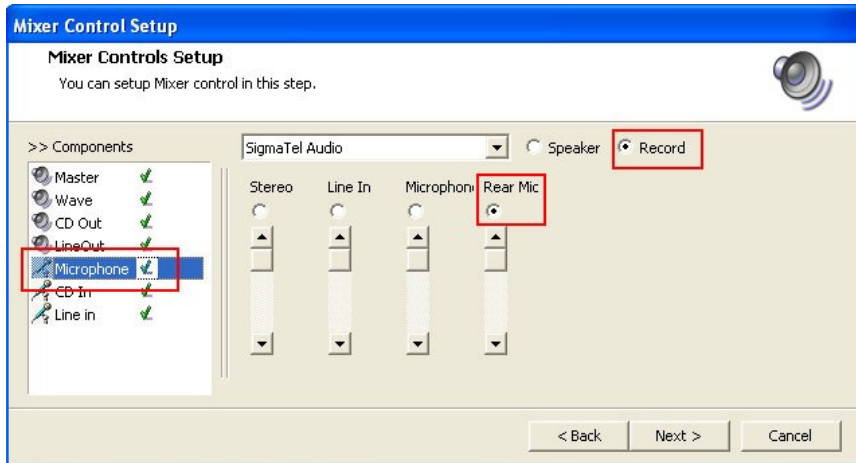 Mixer Control Setup
Mixer Controls Setup
You can setup Mixer control in this step.
>> Components
SigmaTel Audio
Speaker
Record
Master
Wave
CD Out
LineOut
Microphone
CD In
Line in
Stereo
Line In
Microphon
Rear Mic
< Back
Next >
Cancel